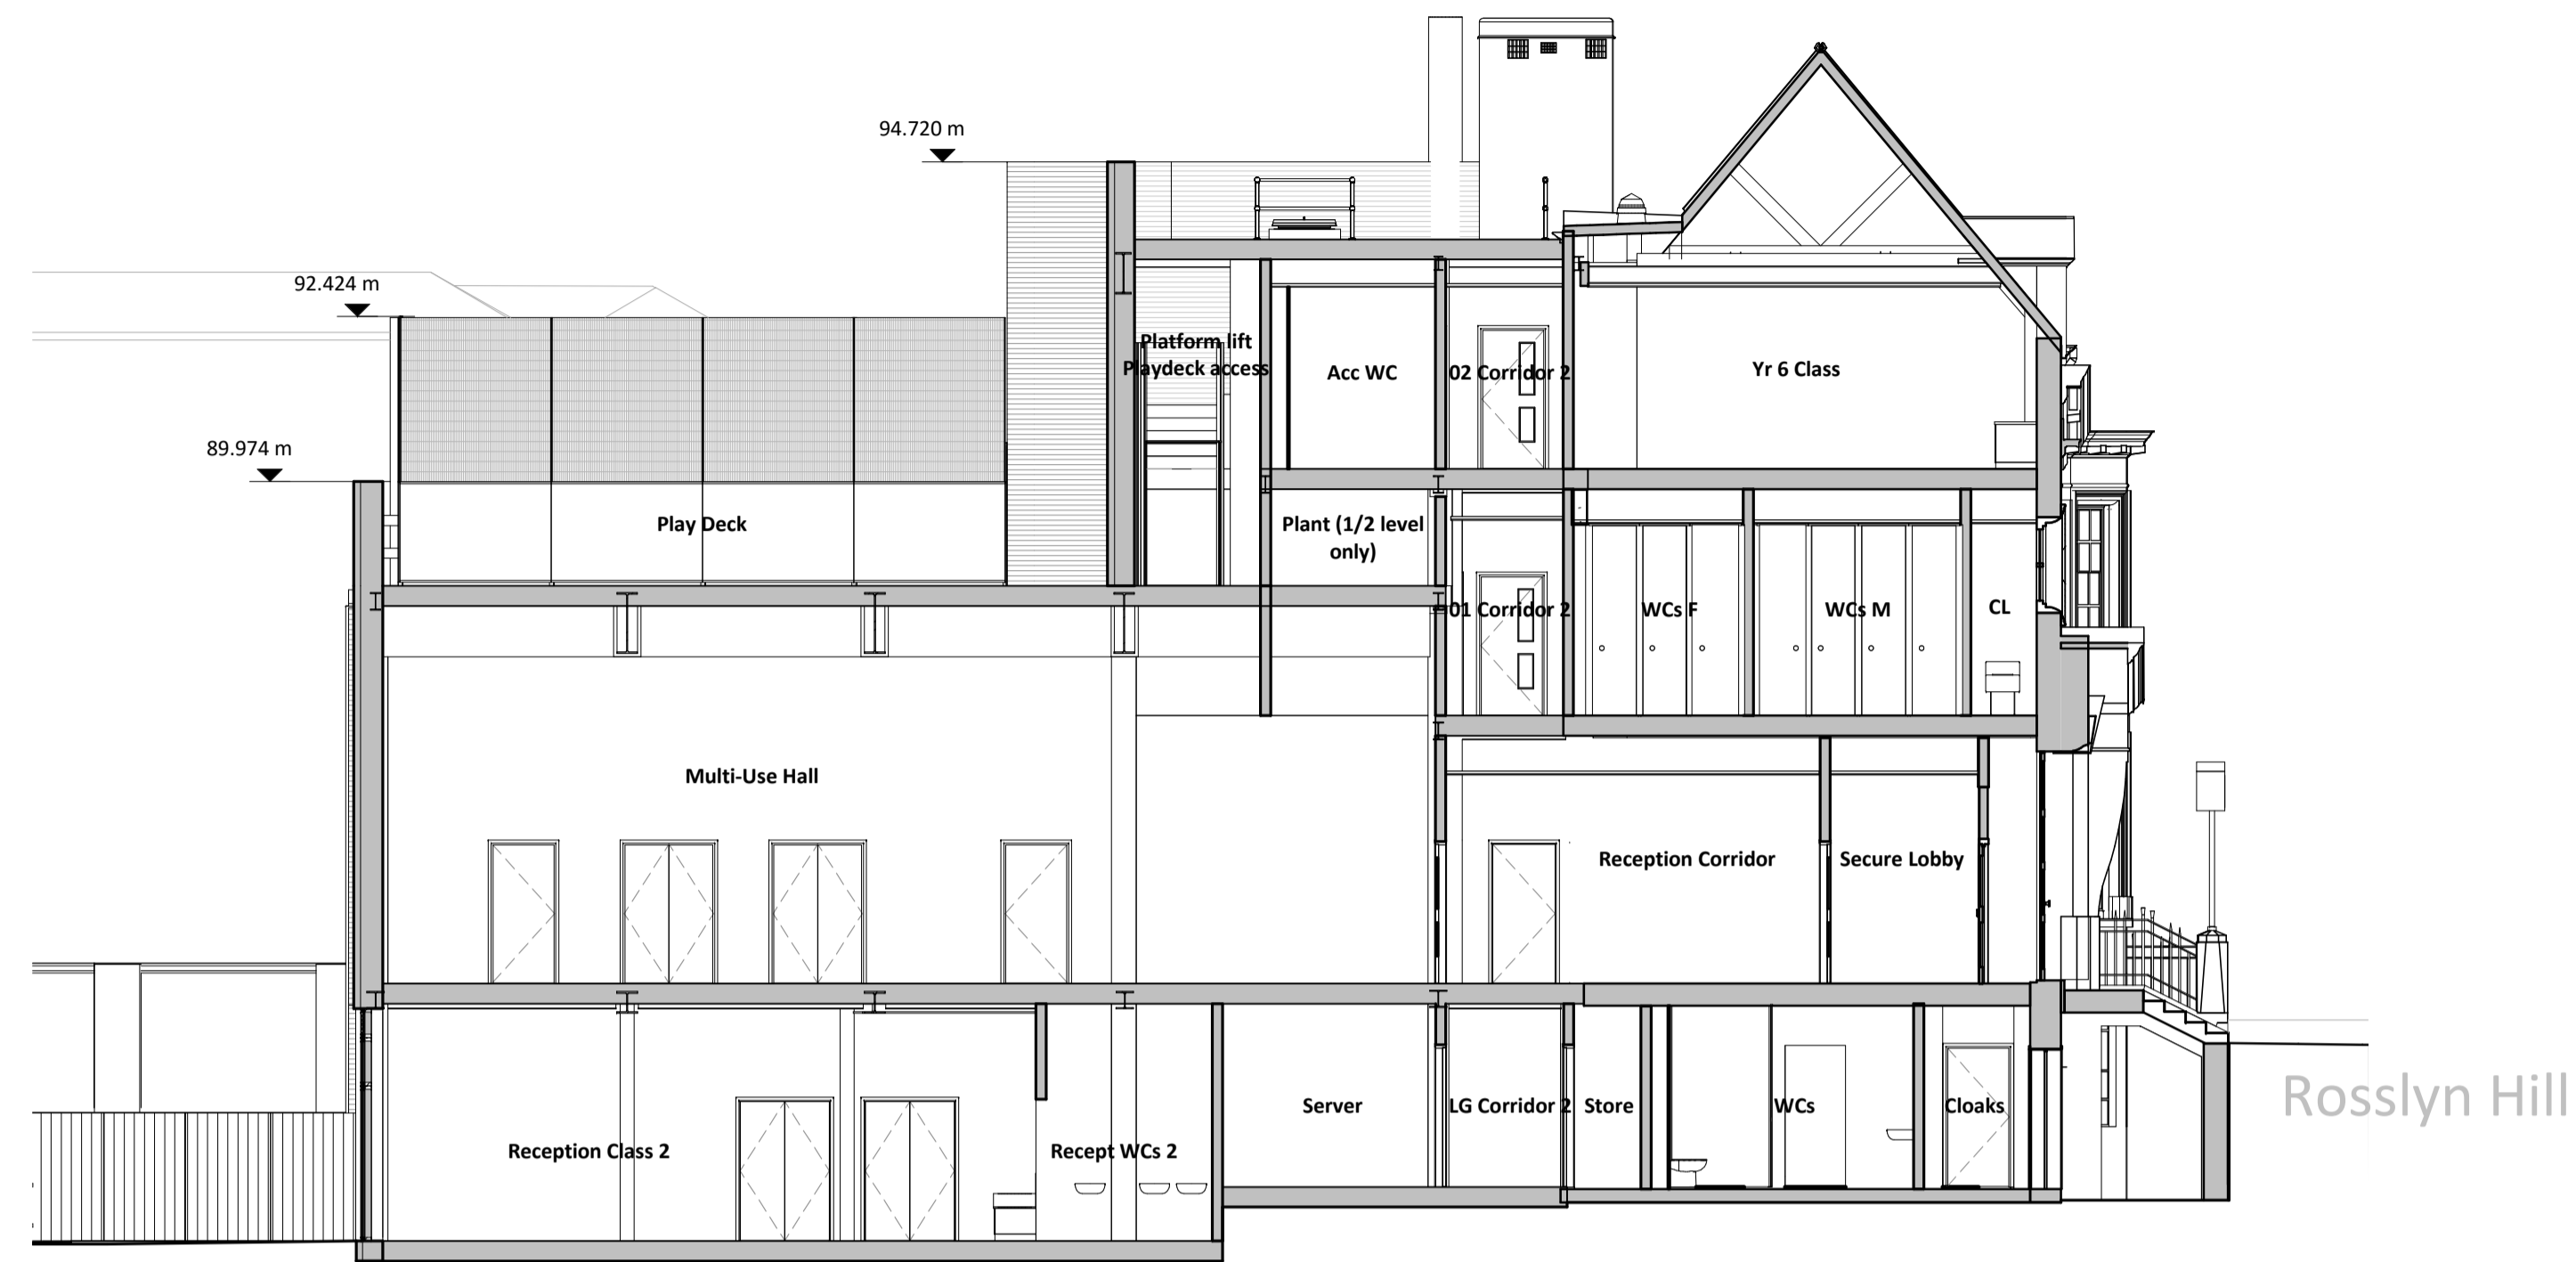 94.720 m
92.424 m
89.974 m
Platform lift
Playdeck access
Acc WC
02 Corridor 2
Yr 6 Class
Play Deck
Plant (1/2 level
only)
01 Corridor 2
WCs F
WCs M
CL
Multi-Use Hall
Reception Corridor
Secure Lobby
Server
LG Corridor 2
Store
WCs
Cloaks
Rosslyn Hill
Reception Class 2
Recept WCs 2